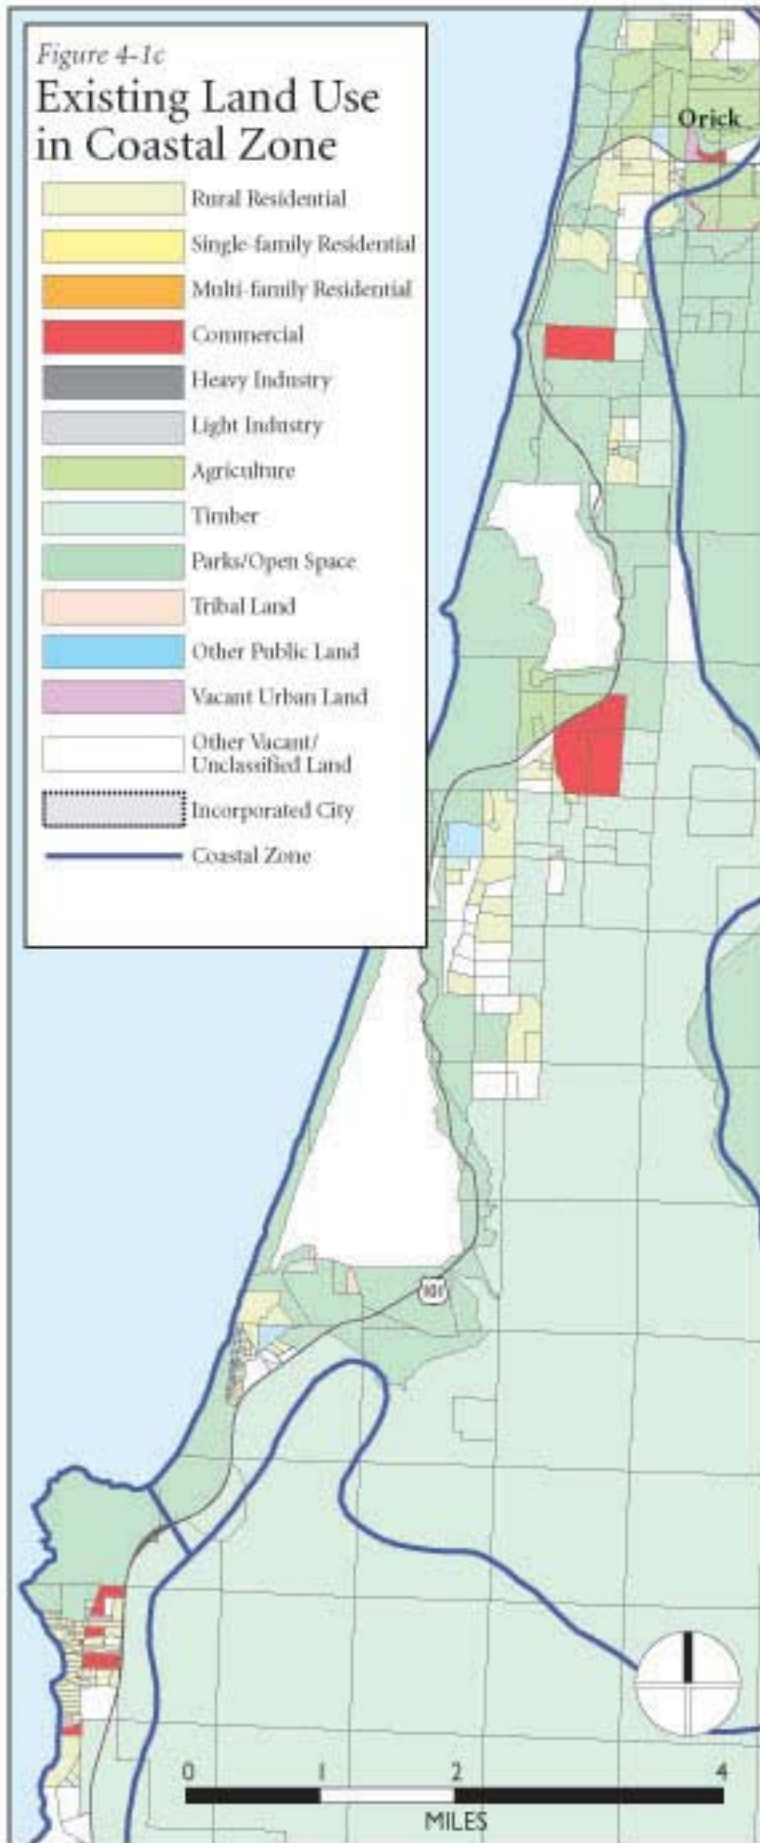 Figure 4-1c
Existing Land Use
in Coastal Zone
Rural Residential
Single-family Residential
Multi-family Residential
Commercial
Heavy Industry
Light Industry
Agriculture
Timber
Parks/Open Space
Tribal Land
Other Public Land
Vacant Urban Land
Other Vacant/
Unclassified Land
Incorporated City
Coastal Zone
Orick
101
0 1 2 4
MILES